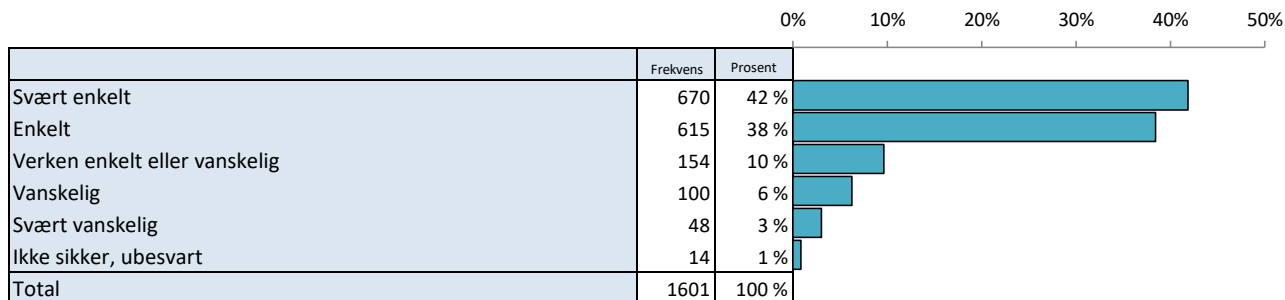 0% 10% 20% 30% 40% 50%
Frekvens Prosent
Svært enkelt 670 42 %
Enkelt 615 38 %
Verken enkelt eller vanskelig 154 10 %
Vanskelig 100 6 %
Svært vanskelig 48 3 %
Ikke sikker, ubesvart 14 1 %
Total 1601 100 %